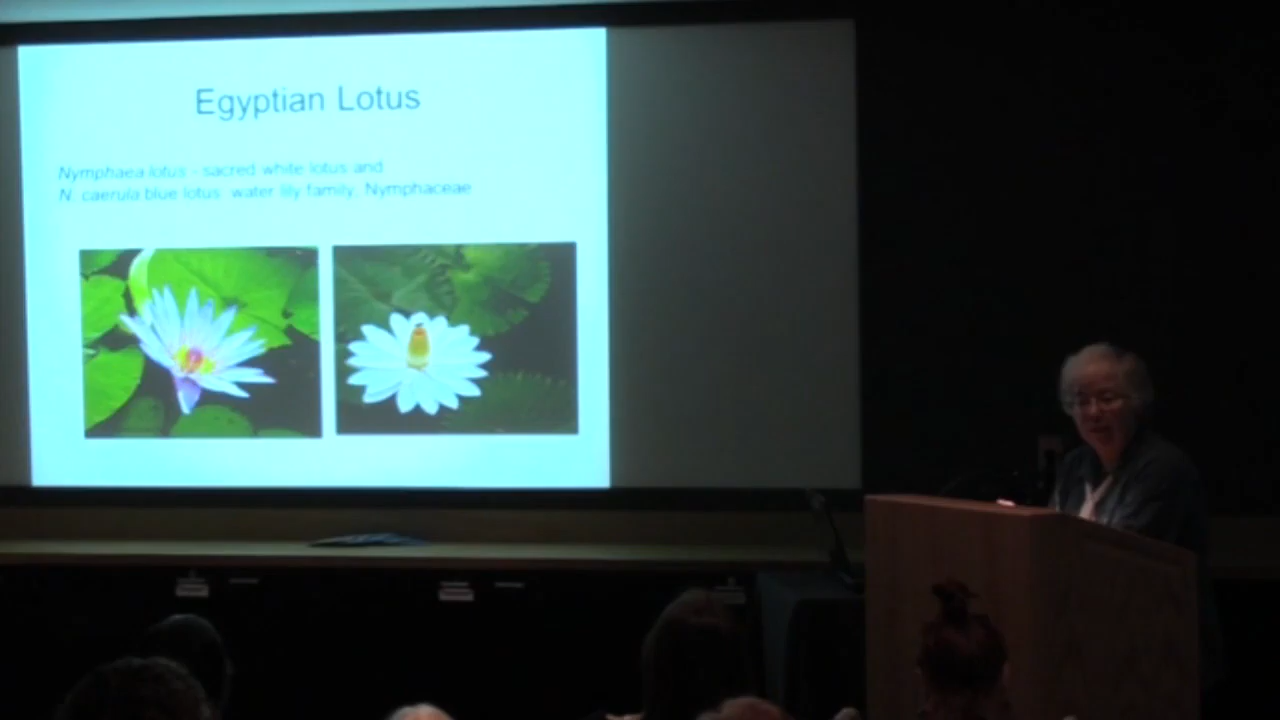 Egyptian Lotus
Nymphaea lotus - sacred white lotus and
N. caerula blue lotus: water lily family, Nymphaceae